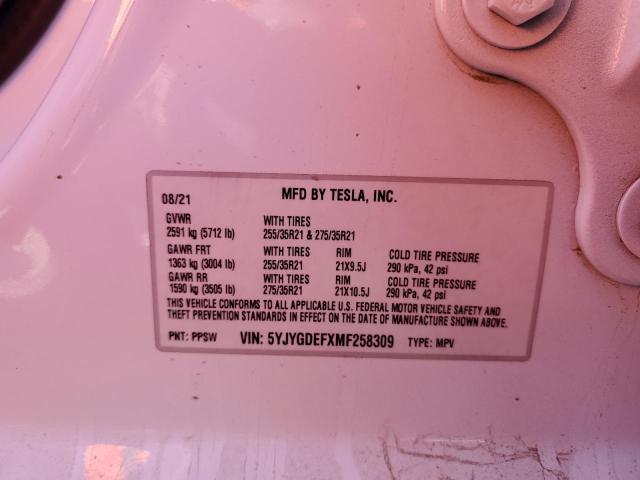 08/21 MFD BY TESLA, INC.
GVWR WITH TIRES
2591 kg (5712 lb) 255/35R21 & 275/35R21
GAWR FRT WITH TIRES RIM COLD TIRE PRESSURE
1363 kg (3004 lb) 255/35R21 21X9.5J 290 kPa, 42 psi
GAWR RR WITH TIRES RIM COLD TIRE PRESSURE
1590 kg (3505 lb) 275/35R21 21X10.5J 290 kPa, 42 psi
THIS VEHICLE CONFORMS TO ALL APPLICABLE U.S. FEDERAL MOTOR VEHICLE SAFETY AND
THEFT PREVENTION STANDARDS IN EFFECT ON THE DATE OF MANUFACTURE SHOWN ABOVE.
PNT: PPSW VIN: 5YJYGDEFXMF258309 TYPE: MPV